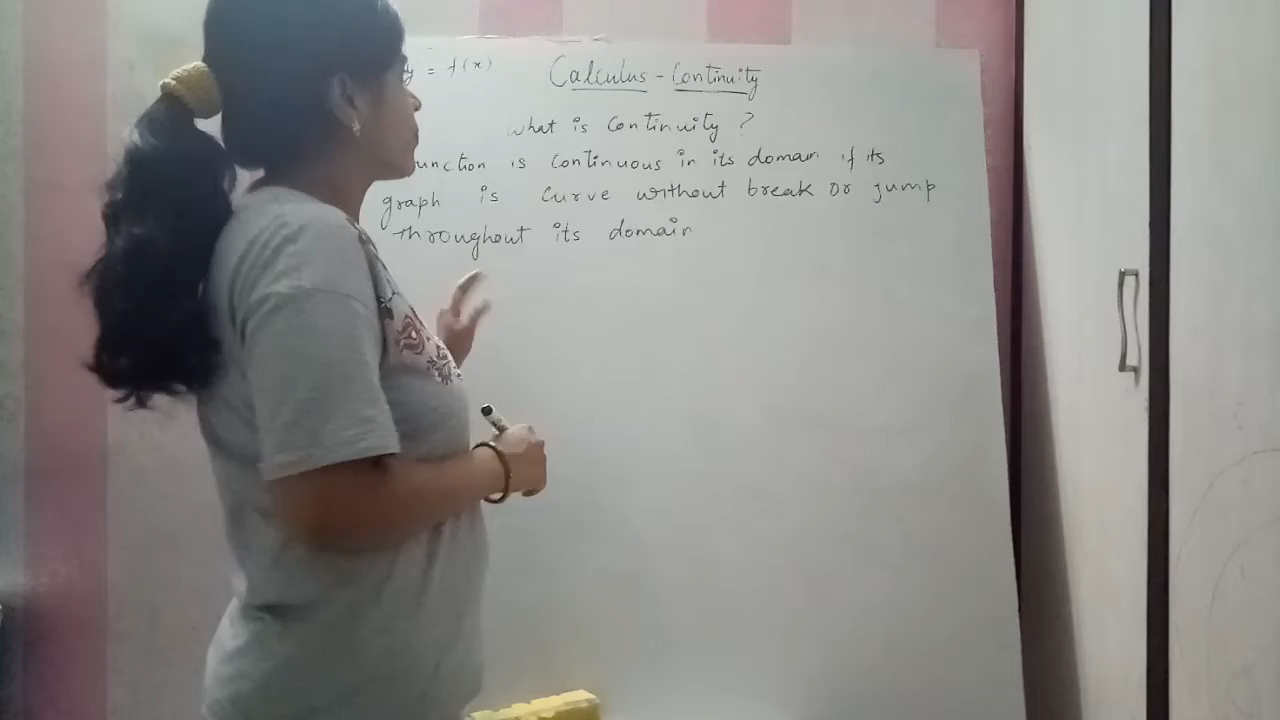 y = f(x)
Calculus - Continuity
What is Continuity ?
unction is continuous in its domain if its
graph is curve without break or jump
throughout its domain